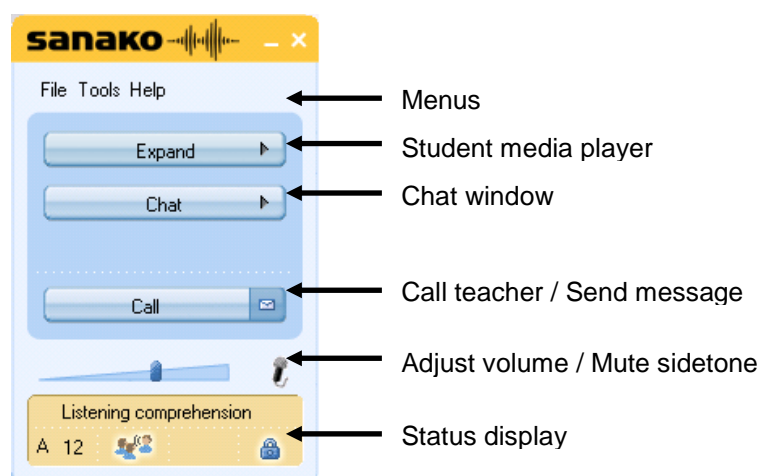 sanako
File Tools Help
Menus
Expand
Student media player
Chat
Chat window
Call
Call teacher / Send message
Adjust volume / Mute sidetone
Listening comprehension
A 12
Status display